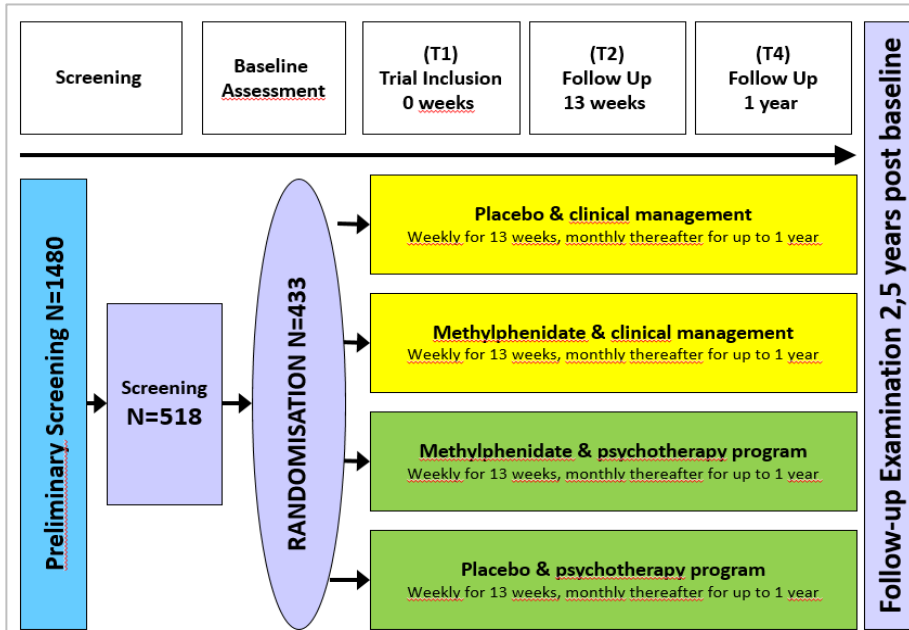 Screening
Baseline
Assessment
(T1)
Trial Inclusion
0 weeks
(T2)
Follow Up
13 weeks
(T4)
Follow Up
1 year
Follow-up Examination 2,5 years post baseline
Preliminary Screening N=1480
Screening
N=518
RANDOMISATION N=433
Placebo & clinical management
Weekly for 13 weeks, monthly thereafter for up to 1 year
Methylphenidate & clinical management
Weekly for 13 weeks, monthly thereafter for up to 1 year
Methylphenidate & psychotherapy program
Weekly for 13 weeks, monthly thereafter for up to 1 year
Placebo & psychotherapy program
Weekly for 13 weeks, monthly thereafter for up to 1 year